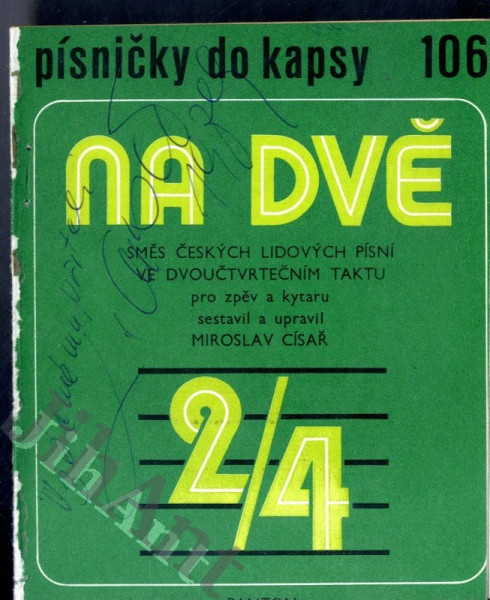 písničky do kapsy 106
NA DVĚ
SMĚS ČESKÝCH LIDOVÝCH PÍSNÍ
VE DVOUČTVRTEČNÍM TAKTU
pro zpěv a kytaru
sestavil a upravil
MIROSLAV CÍSAŘ
2/4
PANTON
JihAnt